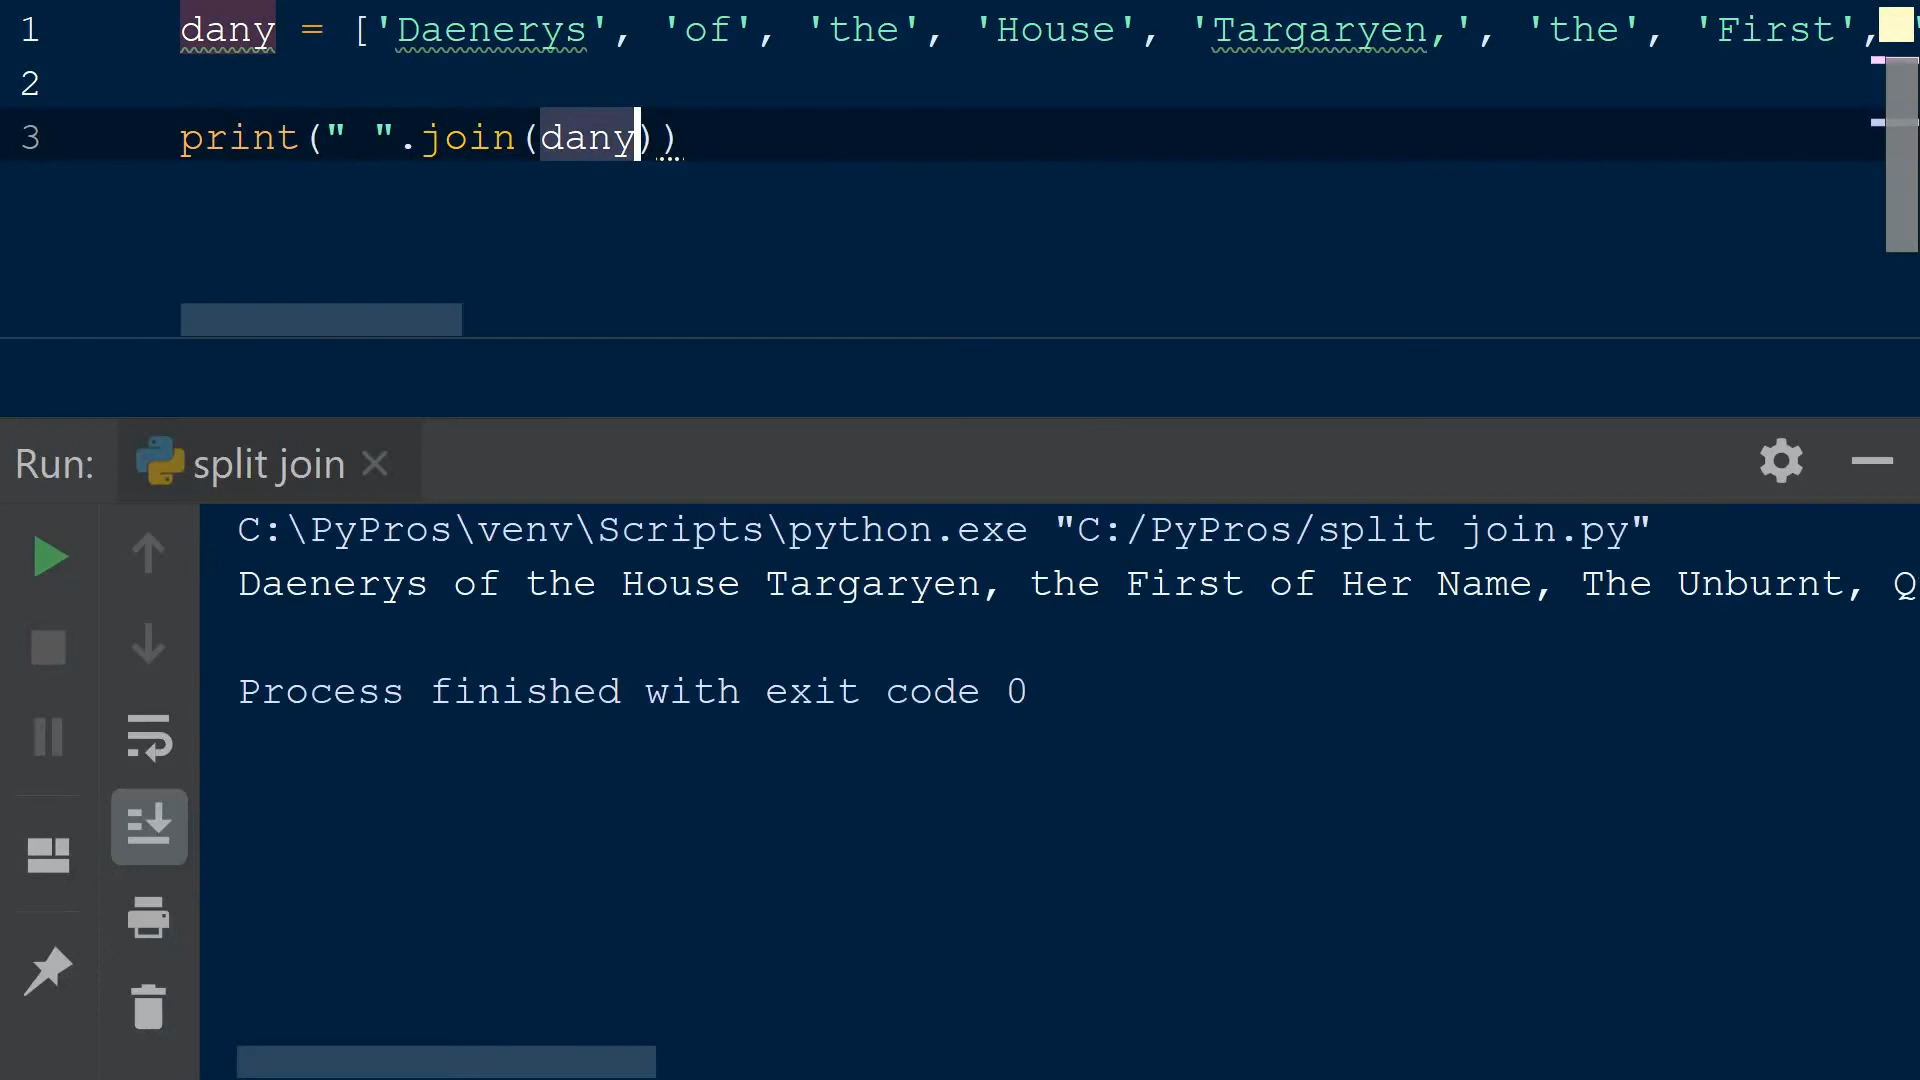 1 dany = ['Daenerys', 'of', 'the', 'House', 'Targaryen,', 'the', 'First',
2
3 print(" ".join(dany))
Run: split join
C:\PyPros\venv\Scripts\python.exe "C:/PyPros/split join.py"
Daenerys of the House Targaryen, the First of Her Name, The Unburnt, Q
Process finished with exit code 0